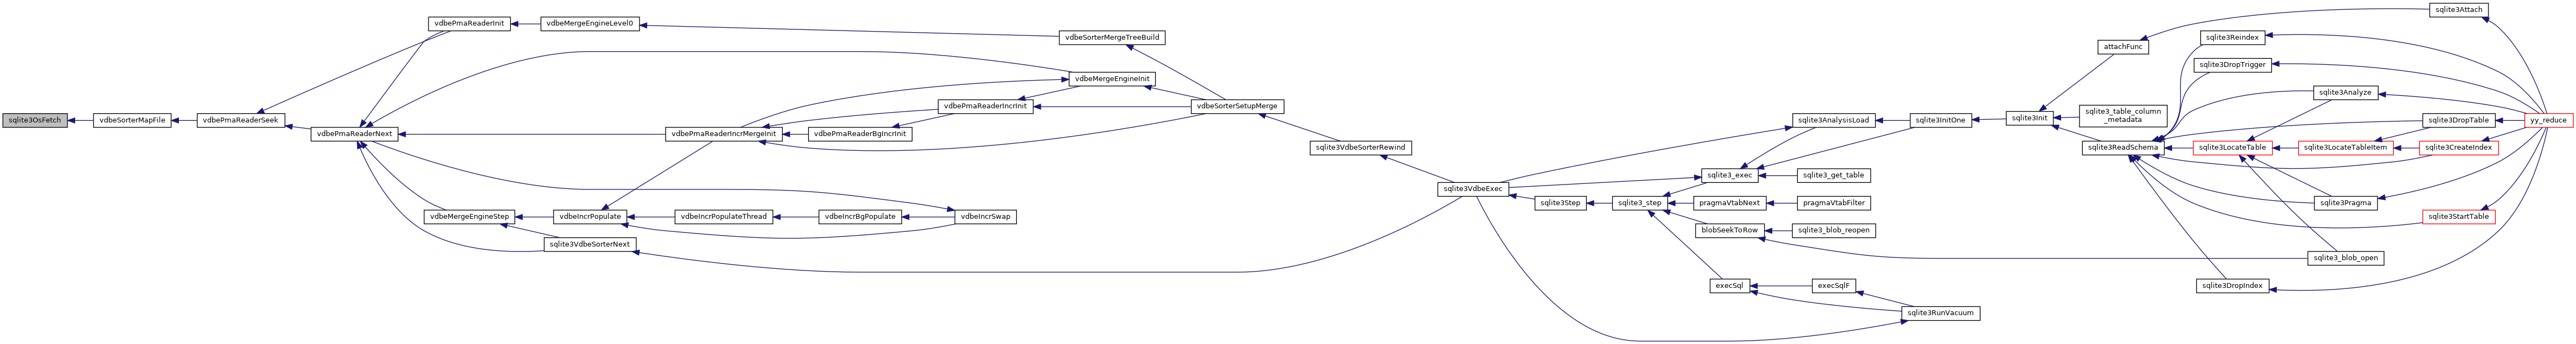 sqlite3OsFetch
vdbeSorterMapFile
vdbePmaReaderSeek
vdbePmaReaderInit
vdbePmaReaderNext
vdbeMergeEngineLevel0
vdbeMergeEngineStep
vdbeIncrPopulate
sqlite3VdbeSorterNext
vdbePmaReaderIncrMergeInit
vdbeIncrPopulateThread
vdbePmaReaderBgIncrInit
vdbeIncrBgPopulate
vdbePmaReaderIncrInit
vdbeIncrSwap
vdbeSorterMergeTreeBuild
vdbeMergeEngineInit
vdbeSorterSetupMerge
sqlite3VdbeSorterRewind
sqlite3VdbeExec
sqlite3Step
sqlite3_step
sqlite3_exec
pragmaVtabNext
blobSeekToRow
execSql
sqlite3AnalysisLoad
sqlite3_get_table
pragmaVtabFilter
sqlite3_blob_reopen
execSqlF
sqlite3InitOne
sqlite3RunVacuum
sqlite3Init
attachFunc
sqlite3_table_column
_metadata
sqlite3ReadSchema
sqlite3Reindex
sqlite3DropTrigger
sqlite3LocateTable
sqlite3DropIndex
sqlite3Analyze
sqlite3LocateTableItem
sqlite3Pragma
sqlite3_blob_open
sqlite3Attach
sqlite3DropTable
sqlite3CreateIndex
sqlite3StartTable
yy_reduce